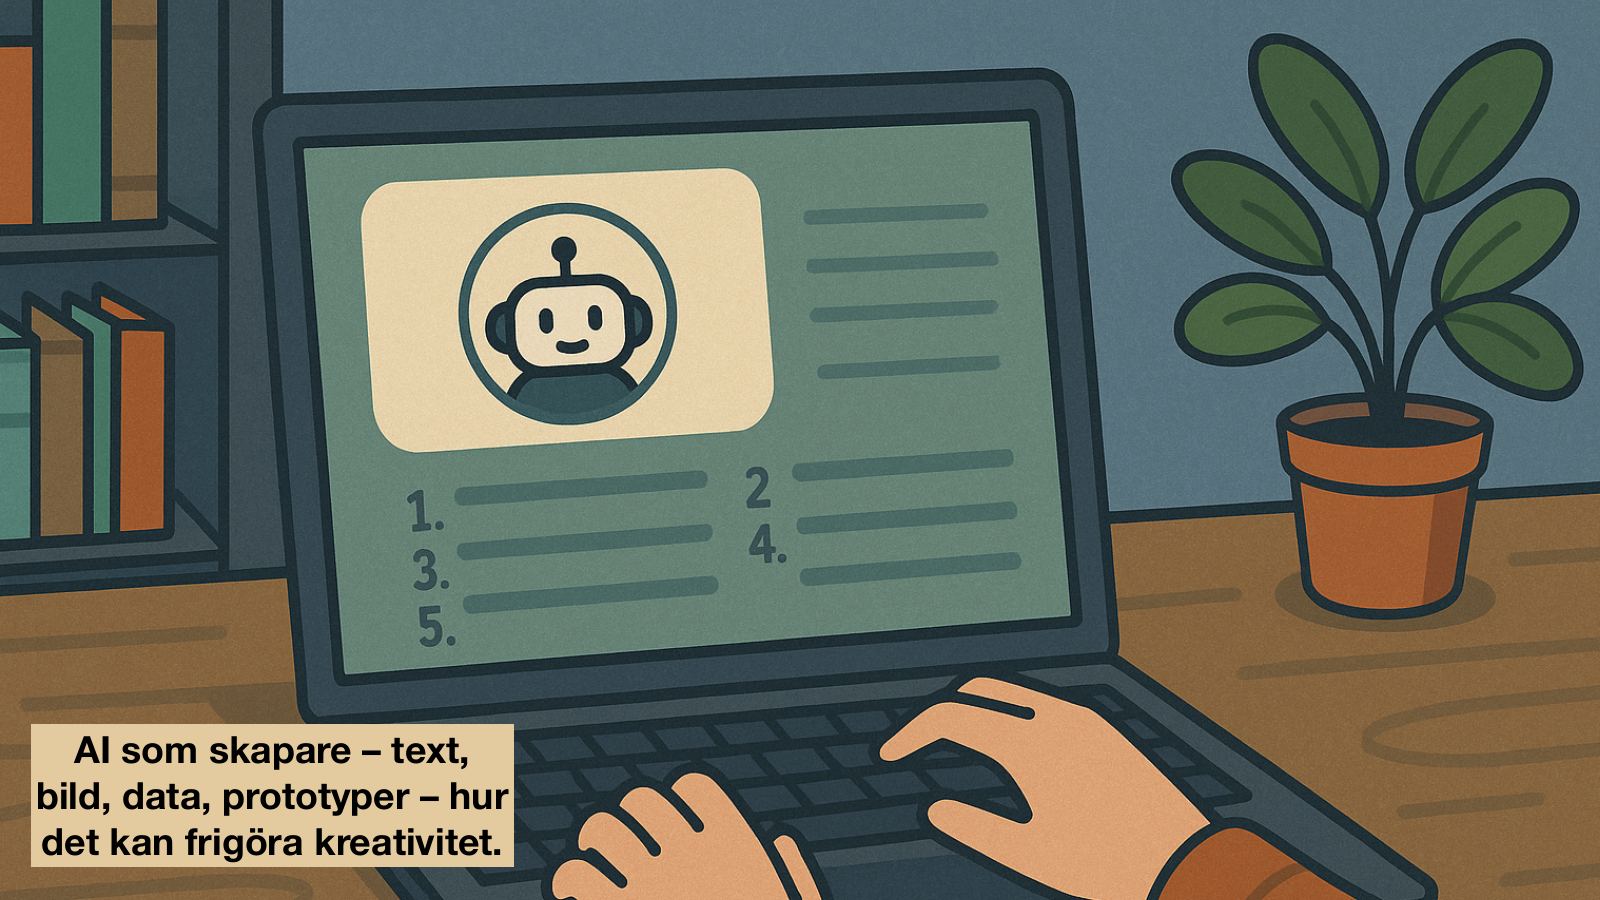 1.
2
3.
4.
5.
AI som skapare – text,
bild, data, prototyper – hur
det kan frigöra kreativitet.